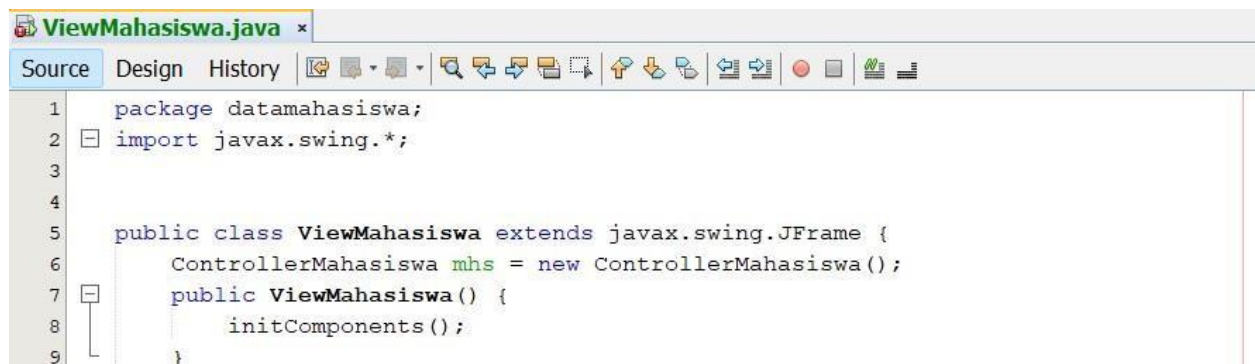 ViewMahasiswa.java ×
Source Design History
1 package datamahasiswa;
2 import javax.swing.*;
3
4
5 public class ViewMahasiswa extends javax.swing.JFrame {
6 ControllerMahasiswa mhs = new ControllerMahasiswa();
7 public ViewMahasiswa() {
8 initComponents();
9 }